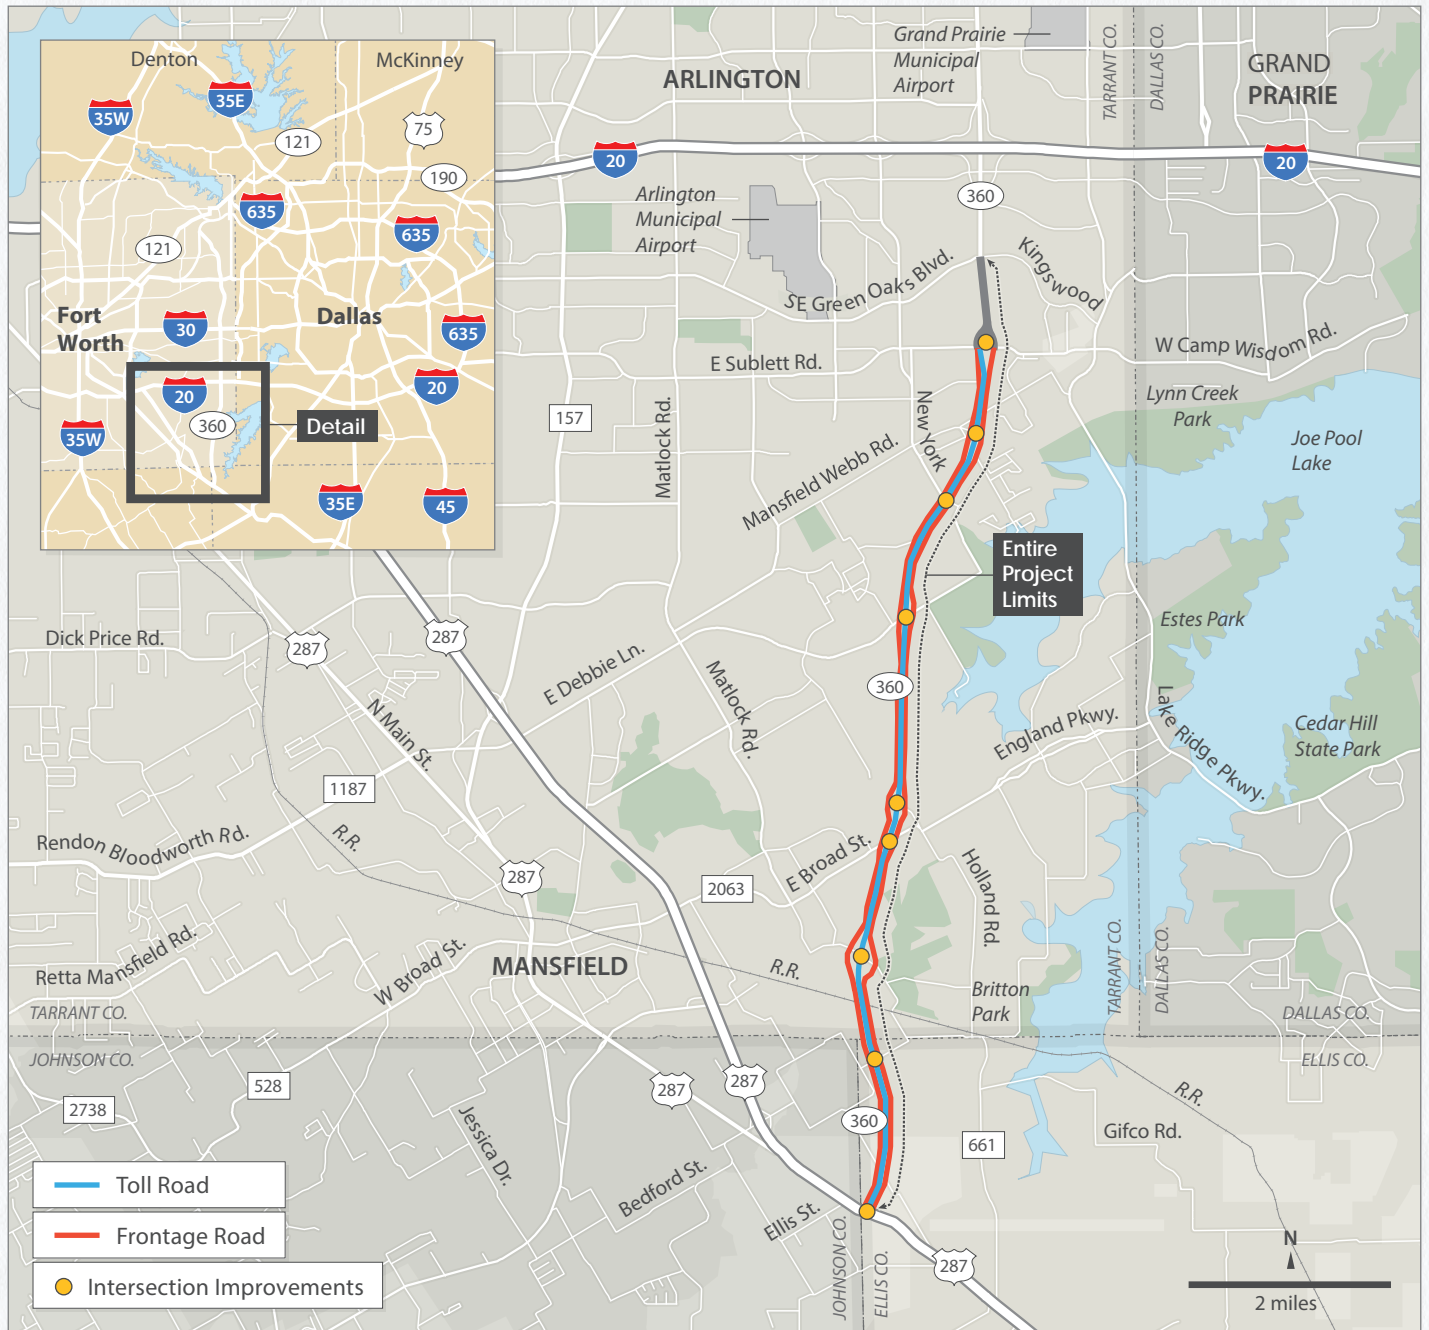 Denton
McKinney
35E
35W
75
121
190
635
635
121
Fort
Worth
Dallas
30
635
20
20
360
35W
Detail
35E
45
Grand Prairie
Municipal
Airport
ARLINGTON
TARRANT CO.
DALLAS CO.
GRAND
PRAIRIE
20
20
360
Arlington
Municipal
Airport
SE Green Oaks Blvd.
Kingswood
E Sublett Rd.
W Camp Wisdom Rd.
Lynn Creek
Park
Joe Pool
Lake
157
Matlock Rd.
New York
Mansfield Webb Rd.
Entire
Project
Limits
Estes Park
Dick Price Rd.
287
287
E Debbie Ln.
Matlock Rd.
360
N Main St.
England Pkwy.
Lake Ridge Pkwy.
Cedar Hill
State Park
1187
Rendon Bloodworth Rd.
R.R.
287
2063
E Broad St.
Holland Rd.
Retta Mansfield Rd.
W Broad St.
MANSFIELD
R.R.
Britton
Park
TARRANT CO.
DALLAS CO.
TARRANT CO.
JOHNSON CO.
DALLAS CO.
ELLIS CO.
528
2738
Jessica Dr.
287
287
360
661
Gifco Rd.
R.R.
Bedford St.
Ellis St.
JOHNSON CO.
ELLIS CO.
287
Toll Road
Frontage Road
Intersection Improvements
N
2 miles